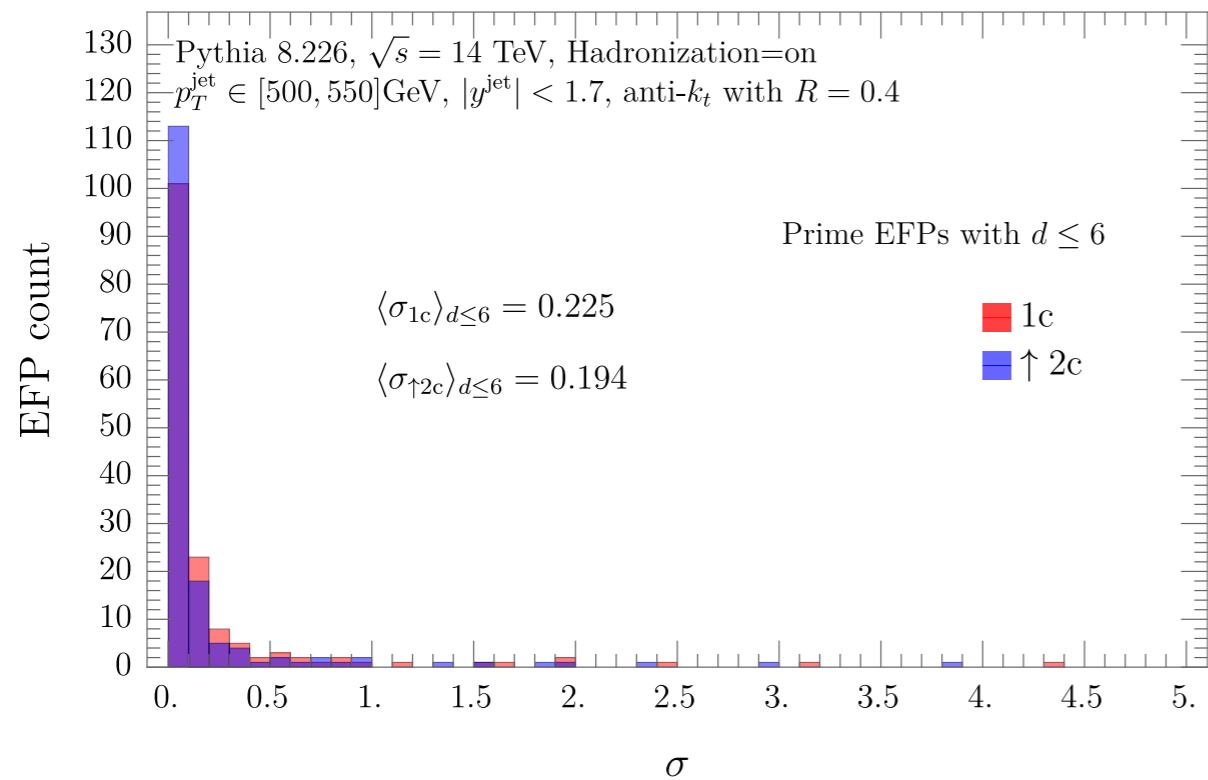 Pythia 8.226, √s = 14 TeV, Hadronization=on
p_T^jet ∈ [500, 550]GeV, |y^jet| < 1.7, anti-k_t with R = 0.4
Prime EFPs with d ≤ 6
⟨σ_1c⟩_d≤6 = 0.225
⟨σ_↑2c⟩_d≤6 = 0.194
1c
↑ 2c
EFP count
130
120
110
100
90
80
70
60
50
40
30
20
10
0
0. 0.5 1. 1.5 2. 2.5 3. 3.5 4. 4.5 5.
σ